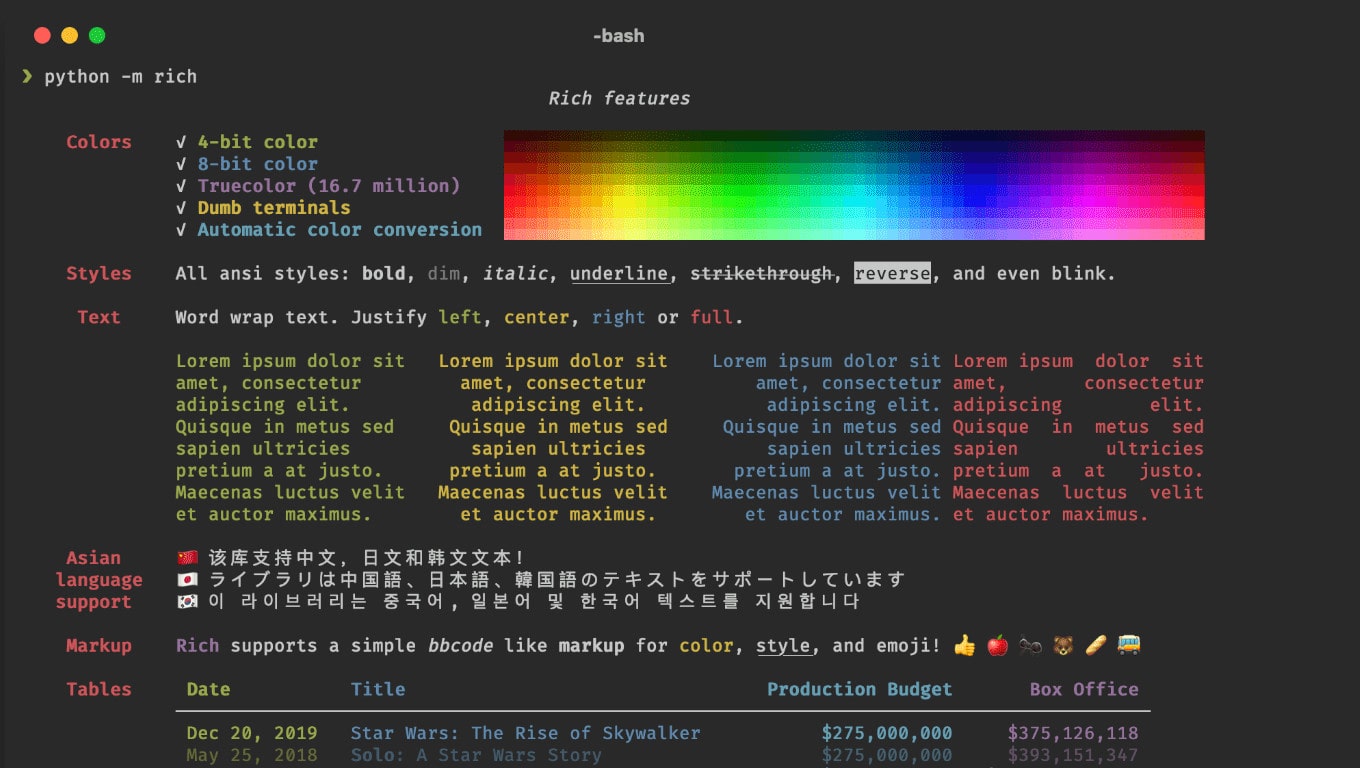 -bash
❯ python -m rich
Rich features
Colors √ 4-bit color
√ 8-bit color
√ Truecolor (16.7 million)
√ Dumb terminals
√ Automatic color conversion
Styles All ansi styles: bold, dim, italic, underline, strikethrough, reverse, and even blink.
Text Word wrap text. Justify left, center, right or full.
Lorem ipsum dolor sit Lorem ipsum dolor sit Lorem ipsum dolor sit Lorem ipsum dolor sit
amet, consectetur amet, consectetur amet, consectetur amet, consectetur
adipiscing elit. adipiscing elit. adipiscing elit. adipiscing elit.
Quisque in metus sed Quisque in metus sed Quisque in metus sed Quisque in metus sed
sapien ultricies sapien ultricies sapien ultricies sapien ultricies
pretium a at justo. pretium a at justo. pretium a at justo. pretium a at justo.
Maecenas luctus velit Maecenas luctus velit Maecenas luctus velit Maecenas luctus velit
et auctor maximus. et auctor maximus. et auctor maximus. et auctor maximus.
Asian 🇨🇳 该库支持中文，日文和韩文文本！
language 🇯🇵 ライブラリは中国語、日本語、韓国語のテキストをサポートしています
support 🇰🇷 이 라이브러리는 중국어, 일본어 및 한국어 텍스트를 지원합니다
Markup Rich supports a simple bbcode like markup for color, style, and emoji! 👍 🍎 🐜 🐻 🥖 🚌
Tables Date Title Production Budget Box Office
Dec 20, 2019 Star Wars: The Rise of Skywalker $275,000,000 $375,126,118
May 25, 2018 Solo: A Star Wars Story $275,000,000 $393,151,347